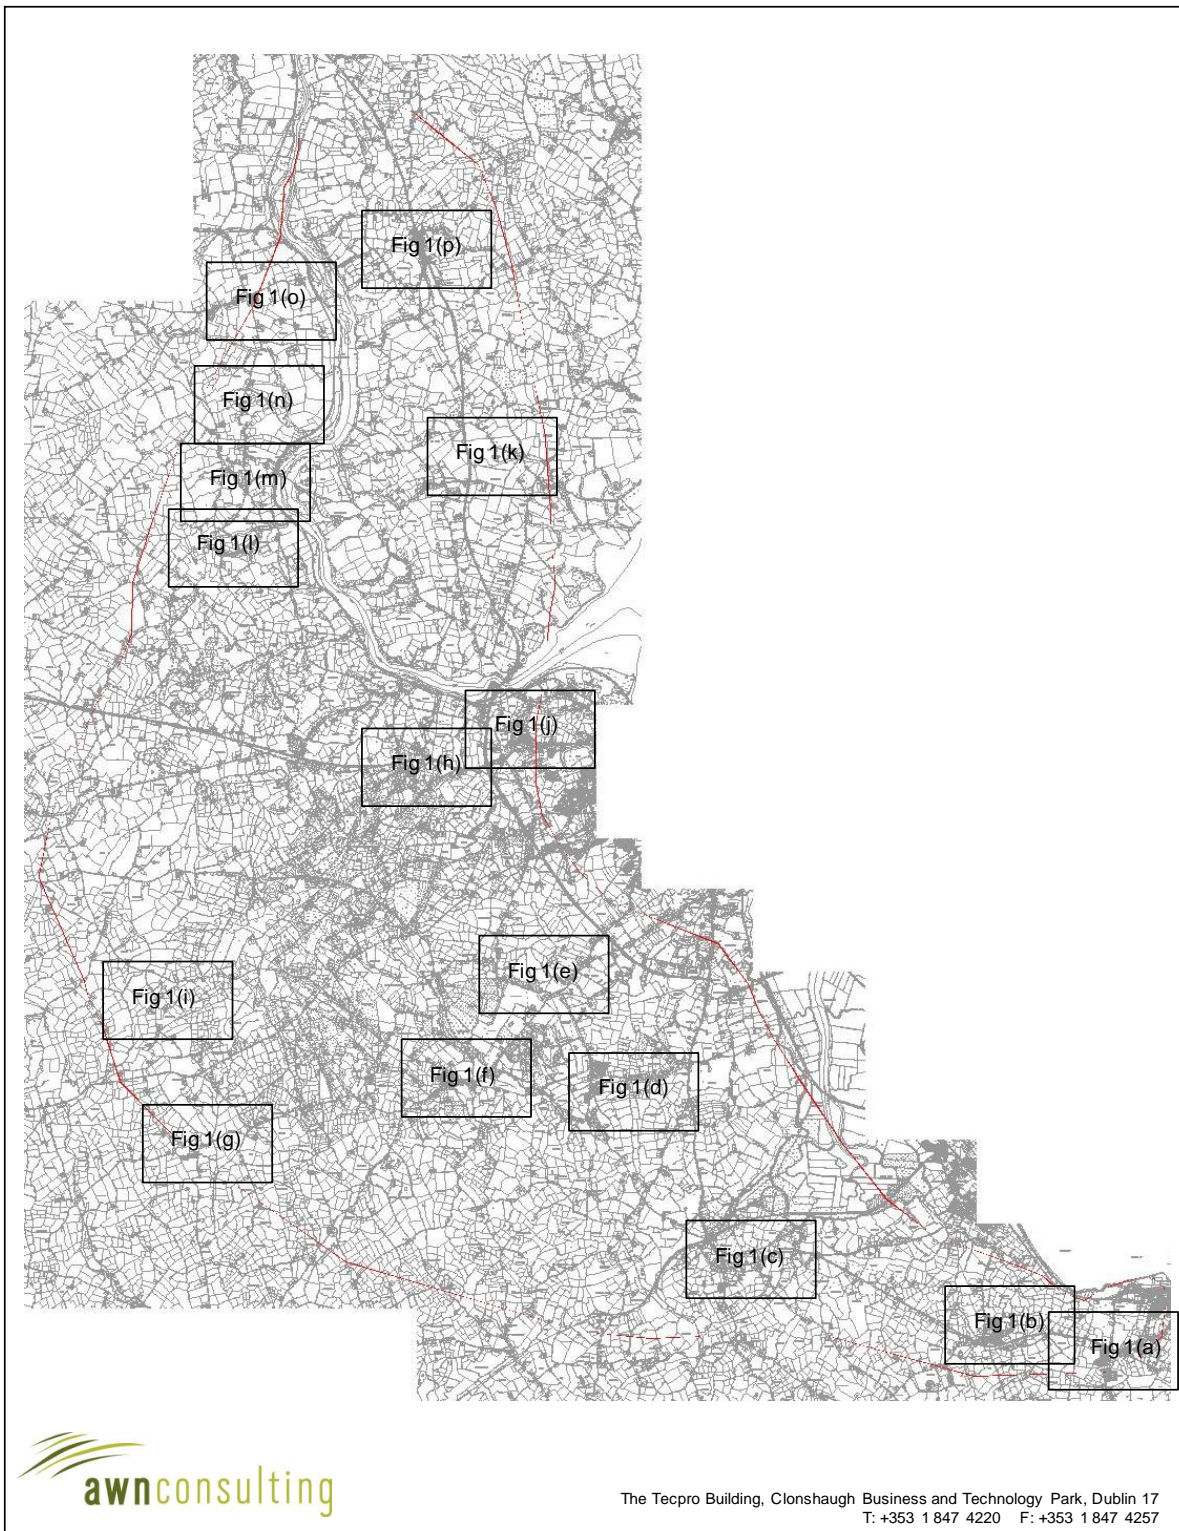 Fig 1(p)
Fig 1(o)
Fig 1(n)
Fig 1(k)
Fig 1(m)
Fig 1(l)
Fig 1(j)
Fig 1(h)
Fig 1(e)
Fig 1(i)
Fig 1(f)
Fig 1(d)
Fig 1(g)
Fig 1(c)
Fig 1(b)
Fig 1(a)
awnconsulting
The Tecpro Building, Clonshaugh Business and Technology Park, Dublin 17
T: +353 1 847 4220 F: +353 1 847 4257